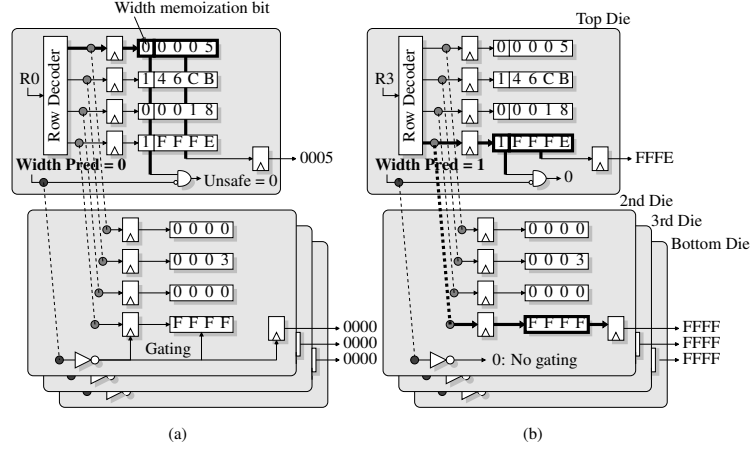 Width memoization bit
Row Decoder
R0
0 0 0 0 5
1 4 6 C B
0 0 0 1 8
1 F F F E
0005
Width Pred = 0
Unsafe = 0
0 0 0 0
0 0 0 3
0 0 0 0
F F F F
Gating
0000
0000
0000
(a)
Top Die
Row Decoder
R3
0 0 0 0 5
1 4 6 C B
0 0 0 1 8
1 F F F E
FFFE
Width Pred = 1
0
2nd Die
3rd Die
Bottom Die
0 0 0 0
0 0 0 3
0 0 0 0
F F F F
0: No gating
FFFF
FFFF
FFFF
(b)